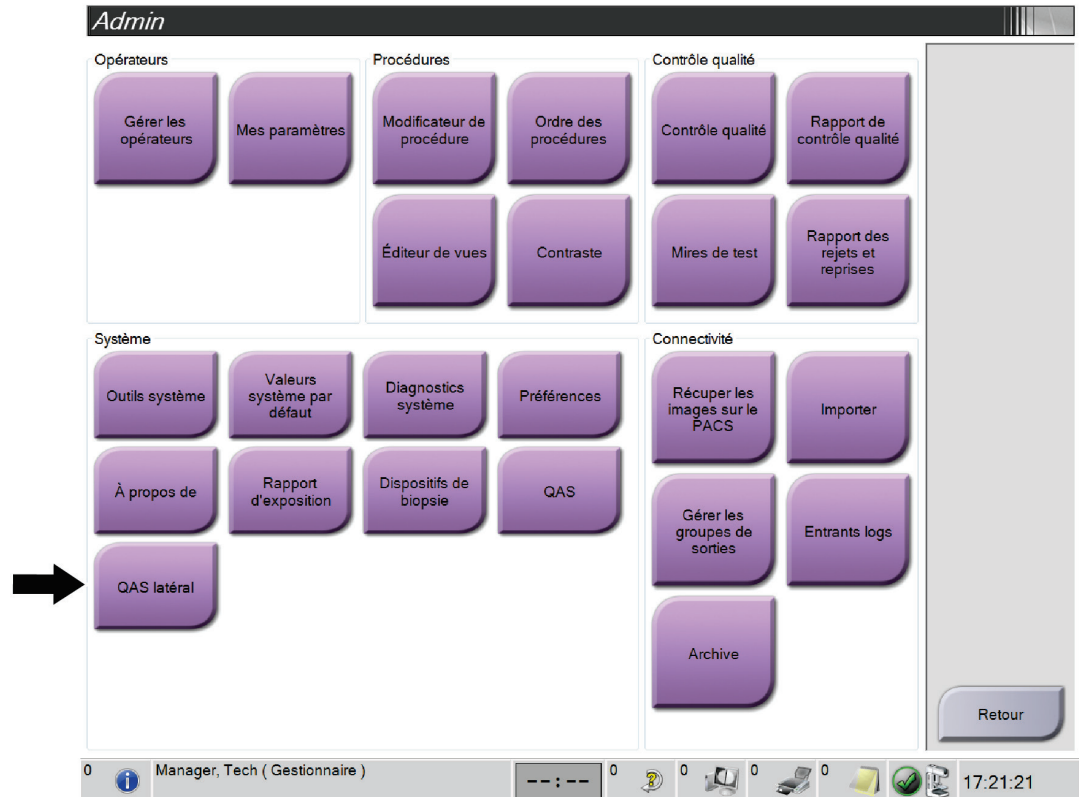 Admin
Opérateurs
Gérer les
opérateurs
Mes paramètres
Procédures
Modificateur de
procédure
Ordre des
procédures
Éditeur de vues
Contraste
Contrôle qualité
Contrôle qualité
Rapport de
contrôle qualité
Mires de test
Rapport des
rejets et
reprises
Système
Outils système
Valeurs
système par
défaut
Diagnostics
système
Préférences
À propos de
Rapport
d'exposition
Dispositifs de
biopsie
QAS
QAS latéral
Connectivité
Récuper les
images sur le
PACS
Importer
Gérer les
groupes de
sorties
Entrants logs
Archive
Retour
0 Manager, Tech ( Gestionnaire ) --:-- 0 0 0 0 17:21:21